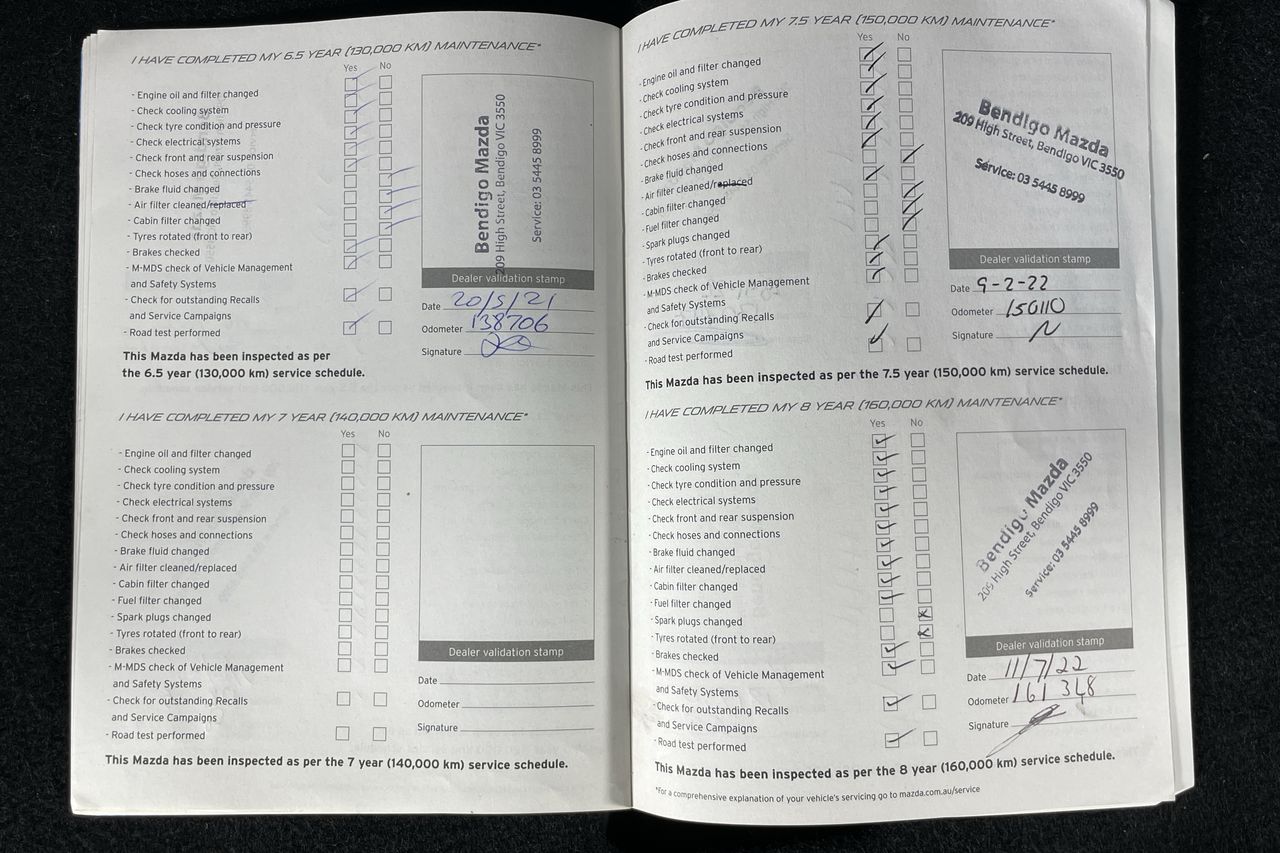 I HAVE COMPLETED MY 6.5 YEAR (130,000 KM) MAINTENANCE*
Yes No
- Engine oil and filter changed
- Check cooling system
- Check tyre condition and pressure
- Check electrical systems
- Check front and rear suspension
- Check hoses and connections
- Brake fluid changed
- Air filter cleaned/replaced
- Cabin filter changed
- Tyres rotated (front to rear)
- Brakes checked
- M-MDS check of Vehicle Management
and Safety Systems
- Check for outstanding Recalls
and Service Campaigns
- Road test performed
Bendigo Mazda
209 High Street, Bendigo VIC 3550
Service: 03 5445 8999
Dealer validation stamp
Date 20/5/21
Odometer 138706
Signature
This Mazda has been inspected as per
the 6.5 year (130,000 km) service schedule.
I HAVE COMPLETED MY 7 YEAR (140,000 KM) MAINTENANCE*
Yes No
- Engine oil and filter changed
- Check cooling system
- Check tyre condition and pressure
- Check electrical systems
- Check front and rear suspension
- Check hoses and connections
- Brake fluid changed
- Air filter cleaned/replaced
- Cabin filter changed
- Fuel filter changed
- Spark plugs changed
- Tyres rotated (front to rear)
- Brakes checked
- M-MDS check of Vehicle Management
and Safety Systems
- Check for outstanding Recalls
and Service Campaigns
- Road test performed
Dealer validation stamp
Date
Odometer
Signature
This Mazda has been inspected as per the 7 year (140,000 km) service schedule.
I HAVE COMPLETED MY 7.5 YEAR (150,000 KM) MAINTENANCE*
Yes No
- Engine oil and filter changed
- Check cooling system
- Check tyre condition and pressure
- Check electrical systems
- Check front and rear suspension
- Check hoses and connections
- Brake fluid changed
- Air filter cleaned/replaced
- Cabin filter changed
- Fuel filter changed
- Spark plugs changed
- Tyres rotated (front to rear)
- Brakes checked
- M-MDS check of Vehicle Management
and Safety Systems
- Check for outstanding Recalls
and Service Campaigns
- Road test performed
Bendigo Mazda
209 High Street, Bendigo VIC 3550
Service: 03 5445 8999
Dealer validation stamp
Date 9-2-22
Odometer 150110
Signature
This Mazda has been inspected as per the 7.5 year (150,000 km) service schedule.
I HAVE COMPLETED MY 8 YEAR (160,000 KM) MAINTENANCE*
Yes No
- Engine oil and filter changed
- Check cooling system
- Check tyre condition and pressure
- Check electrical systems
- Check front and rear suspension
- Check hoses and connections
- Brake fluid changed
- Air filter cleaned/replaced
- Cabin filter changed
- Fuel filter changed
- Spark plugs changed
- Tyres rotated (front to rear)
- Brakes checked
- M-MDS check of Vehicle Management
and Safety Systems
- Check for outstanding Recalls
and Service Campaigns
- Road test performed
Bendigo Mazda
209 High Street, Bendigo VIC 3550
Service: 03 5445 8999
Dealer validation stamp
Date 11/7/22
Odometer 161 348
Signature
This Mazda has been inspected as per the 8 year (160,000 km) service schedule.
*For a comprehensive explanation of your vehicle's servicing go to mazda.com.au/service